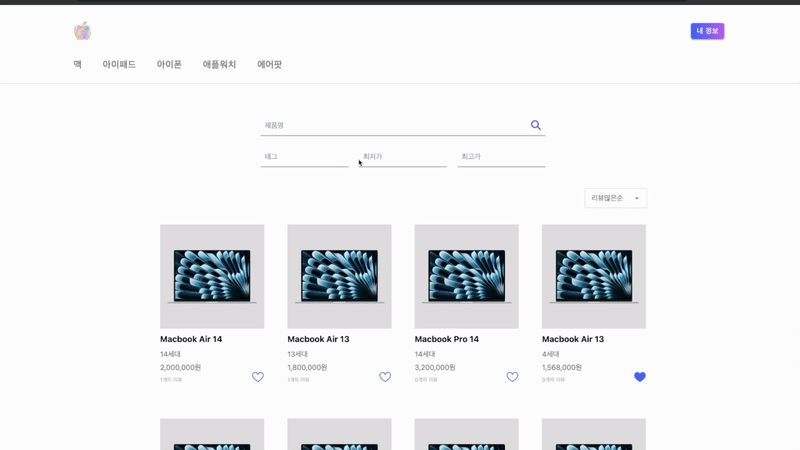 내 정보
맥 아이패드 아이폰 애플워치 에어팟
제품명
태그 최저가 최고가
리뷰많은순
Macbook Air 14
14세대
2,000,000원
1개의 리뷰
Macbook Air 13
13세대
1,800,000원
1개의 리뷰
Macbook Pro 14
14세대
3,200,000원
0개의 리뷰
Macbook Air 13
4세대
1,568,000원
0개의 리뷰